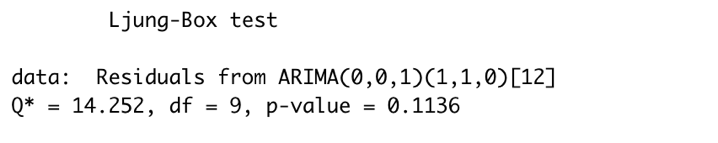 Ljung-Box test
data:  Residuals from ARIMA(0,0,1)(1,1,0)[12]
Q* = 14.252, df = 9, p-value = 0.1136